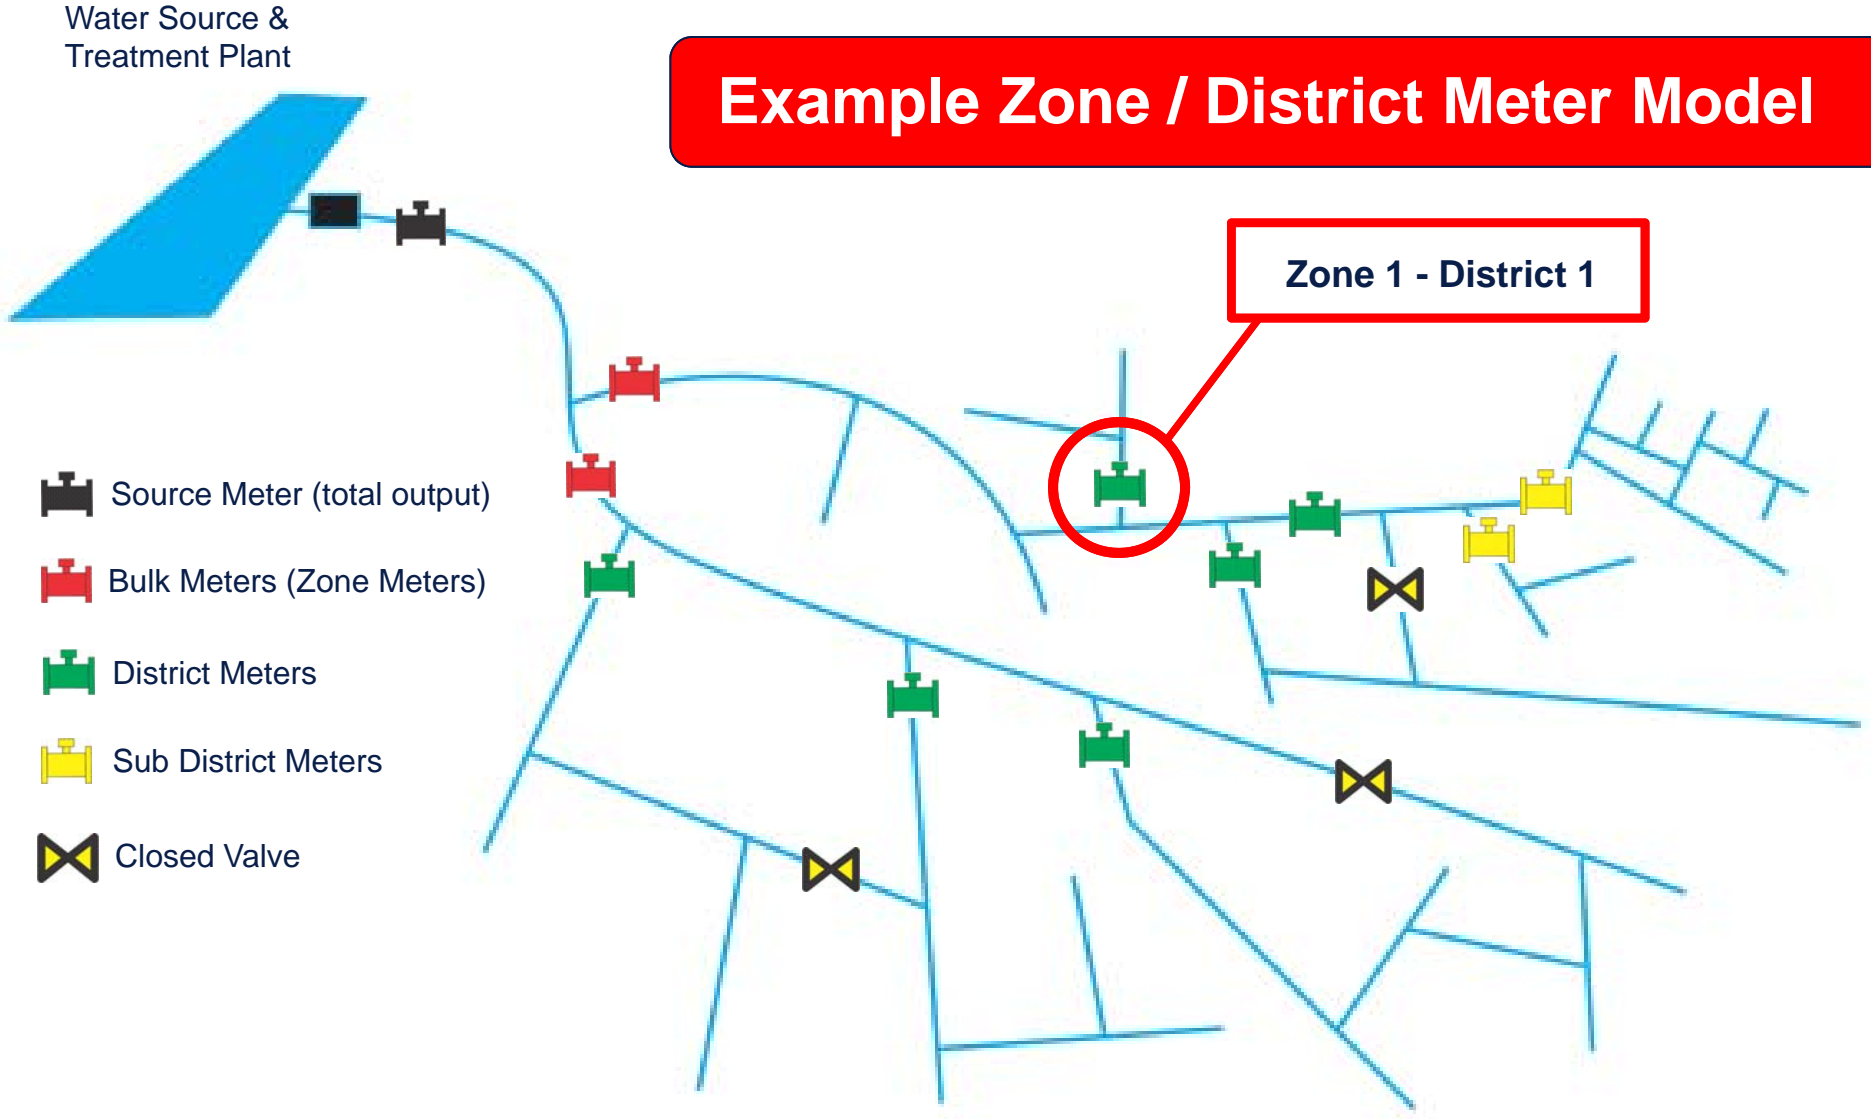 Water Source &
Treatment Plant
Example Zone / District Meter Model
Zone 1 - District 1
Source Meter (total output)
Bulk Meters (Zone Meters)
District Meters
Sub District Meters
Closed Valve